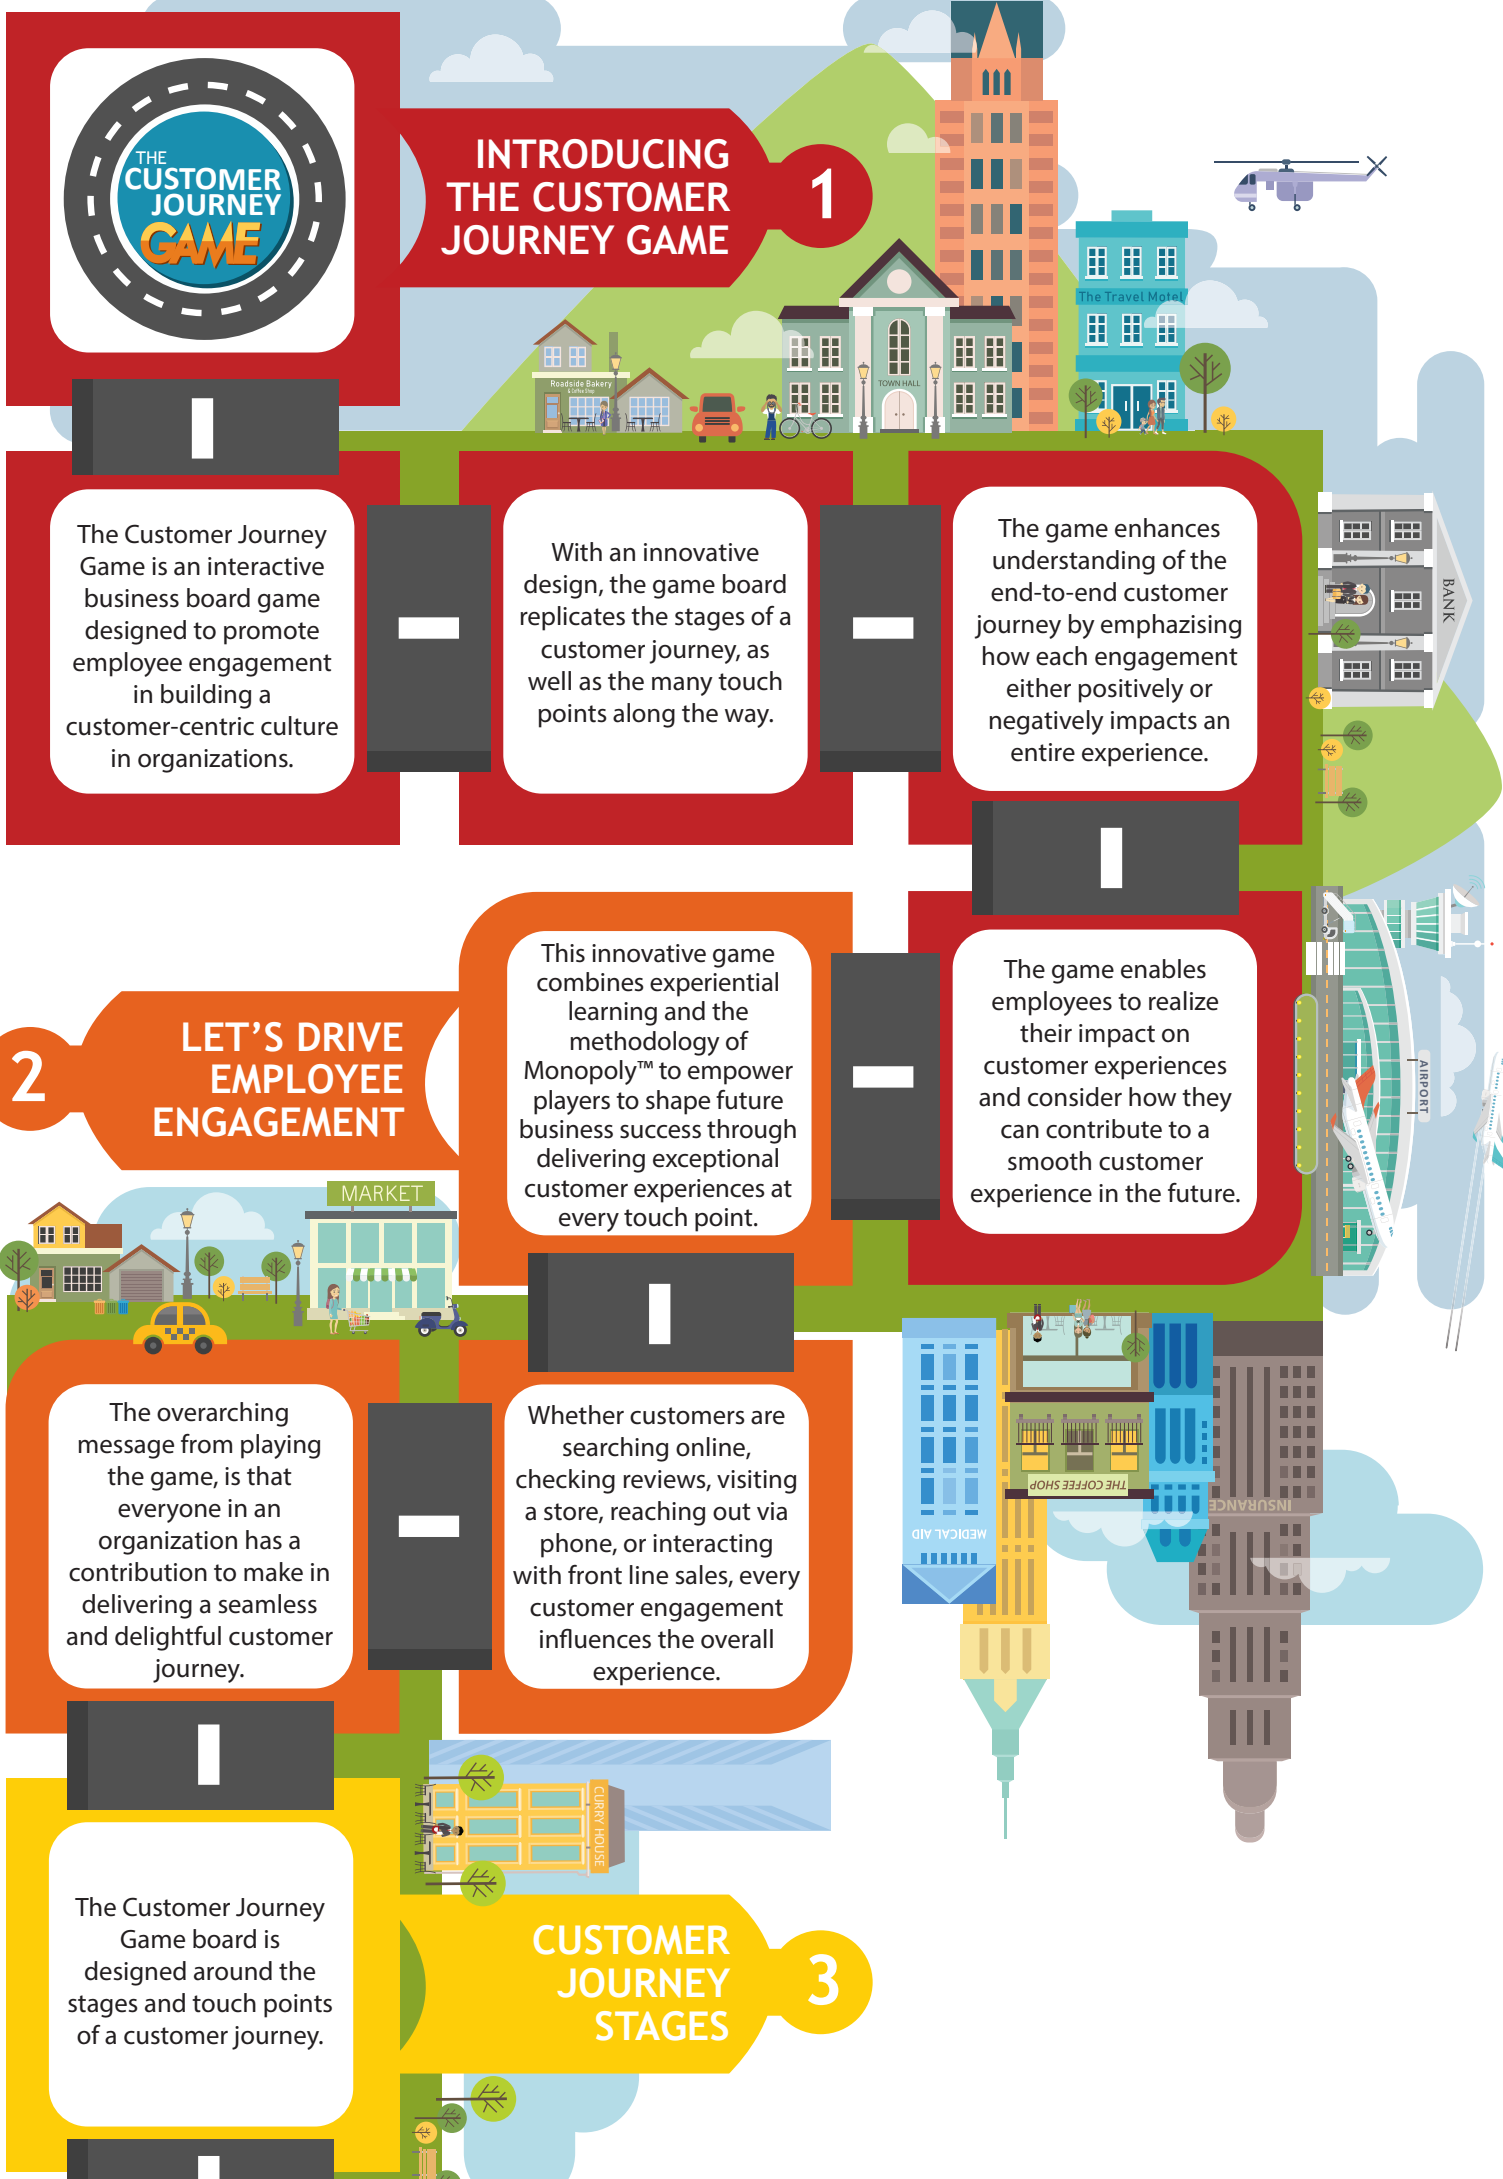 THE
CUSTOMER
JOURNEY
GAME
INTRODUCING
THE CUSTOMER
JOURNEY GAME
1
The Travel Motel
Roadside Bakery
& Coffee Shop
TOWN HALL
The Customer Journey
Game is an interactive
business board game
designed to promote
employee engagement
in building a
customer-centric culture
in organizations.
With an innovative
design, the game board
replicates the stages of a
customer journey, as
well as the many touch
points along the way.
The game enhances
understanding of the
end-to-end customer
journey by emphazising
how each engagement
either positively or
negatively impacts an
entire experience.
BANK
The game enables
employees to realize
their impact on
customer experiences
and consider how they
can contribute to a
smooth customer
experience in the future.
AIRPORT
2
LET’S DRIVE
EMPLOYEE
ENGAGEMENT
This innovative game
combines experiential
learning and the
methodology of
Monopoly™ to empower
players to shape future
business success through
delivering exceptional
customer experiences at
every touch point.
MARKET
Whether customers are
searching online,
checking reviews, visiting
a store, reaching out via
phone, or interacting
with front line sales, every
customer engagement
influences the overall
experience.
The overarching
message from playing
the game, is that
everyone in an
organization has a
contribution to make in
delivering a seamless
and delightful customer
journey.
THE COFFEE SHOP
MEDICAL AID
INSURANCE
CURRY HOUSE
The Customer Journey
Game board is
designed around the
stages and touch points
of a customer journey.
CUSTOMER
JOURNEY
STAGES
3